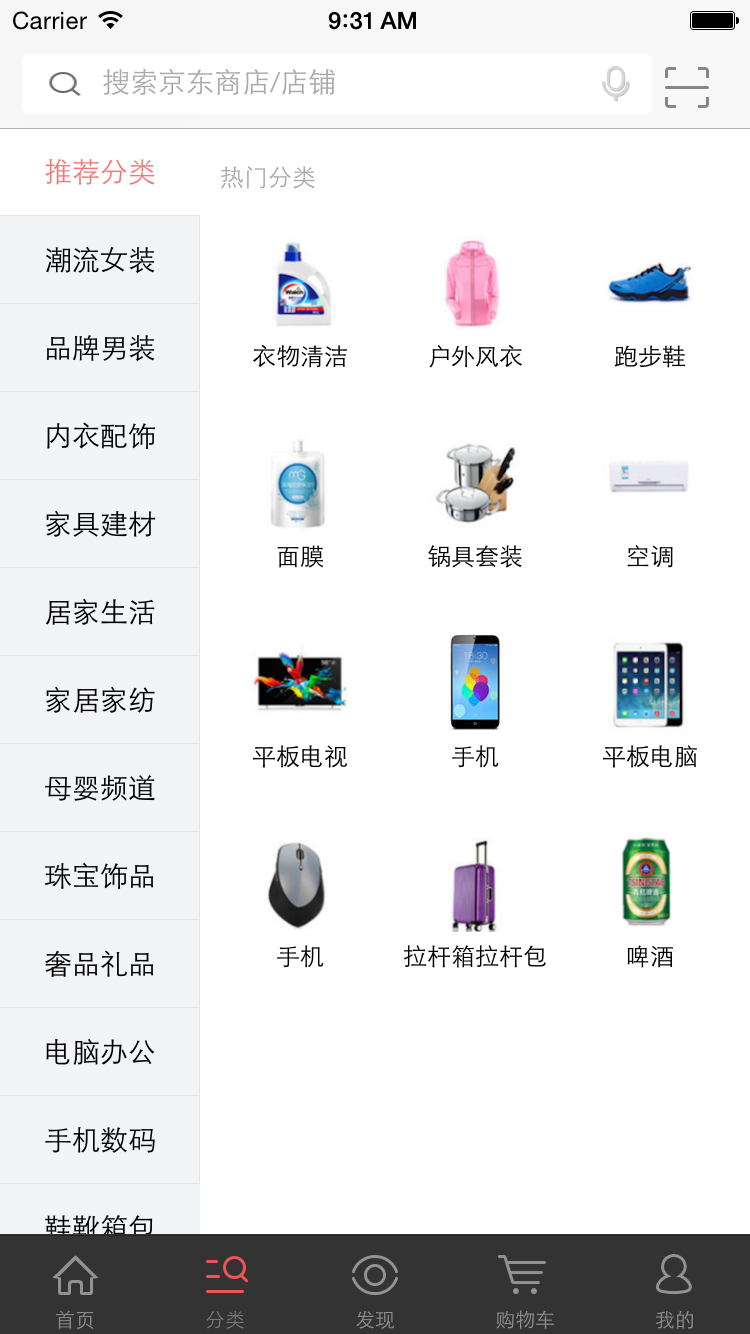 Carrier 9:31 AM
搜索京东商店/店铺
推荐分类
热门分类
潮流女装
品牌男装
内衣配饰
家具建材
居家生活
家居家纺
母婴频道
珠宝饰品
奢品礼品
电脑办公
手机数码
鞋靴箱包
Walch
衣物清洁
户外风衣
跑步鞋
mG
面膜
锅具套装
空调
平板电视
18:30
手机
平板电脑
手机
拉杆箱拉杆包
TSINGTAO
啤酒
首页
分类
发现
购物车
我的